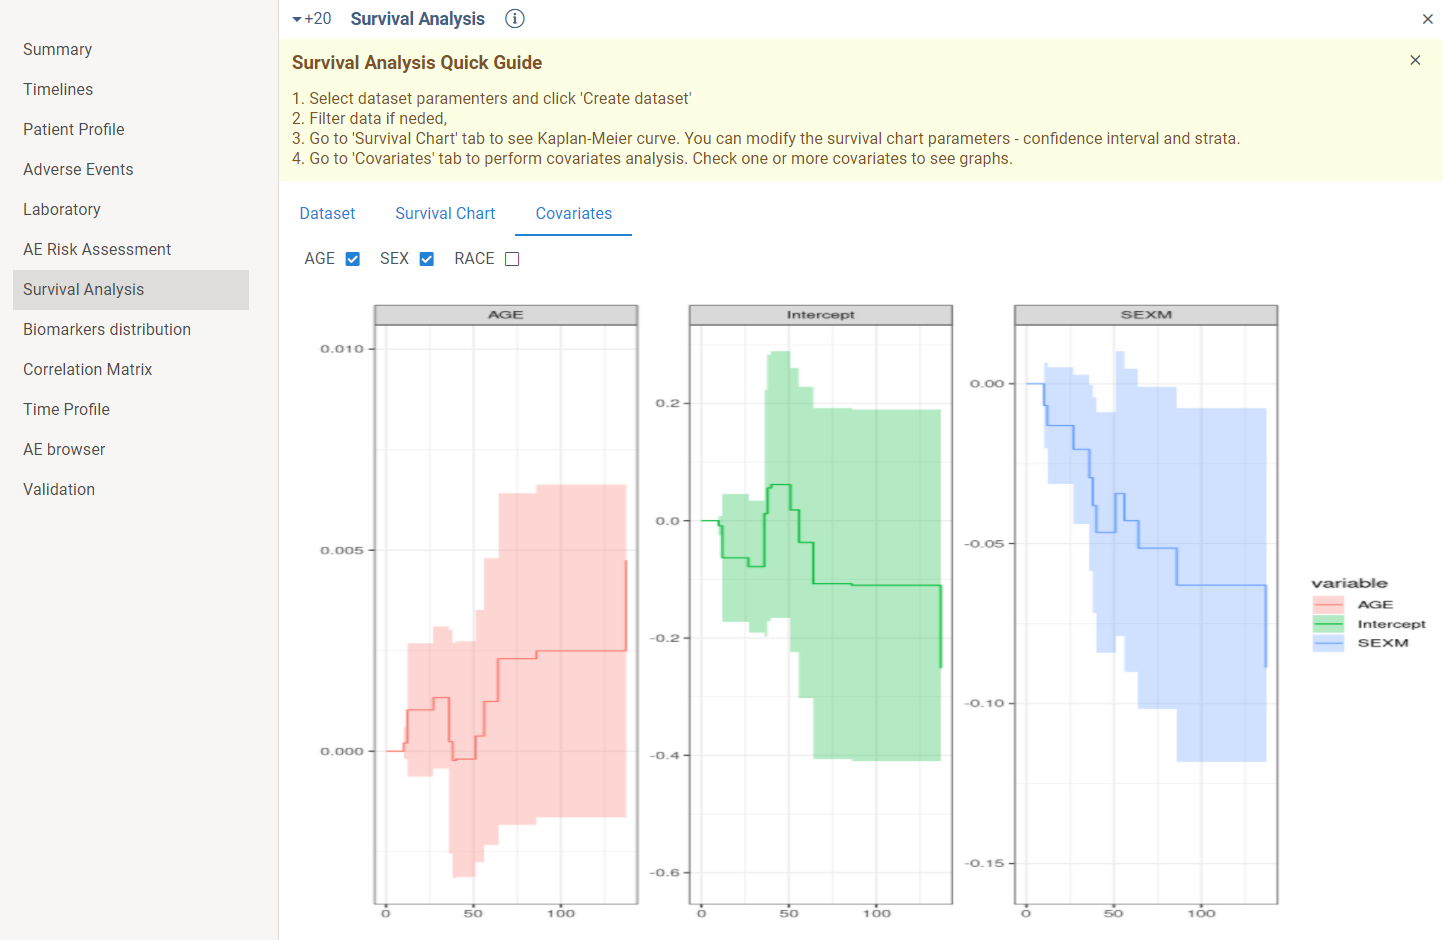 Summary
Timelines
Patient Profile
Adverse Events
Laboratory
AE Risk Assessment
Survival Analysis
Biomarkers distribution
Correlation Matrix
Time Profile
AE browser
Validation
+20 Survival Analysis
Survival Analysis Quick Guide
1. Select dataset paramenters and click 'Create dataset'
2. Filter data if neded,
3. Go to 'Survival Chart' tab to see Kaplan-Meier curve. You can modify the survival chart parameters - confidence interval and strata.
4. Go to 'Covariates' tab to perform covariates analysis. Check one or more covariates to see graphs.
Dataset Survival Chart Covariates
AGE SEX RACE
AGE
0.010
0.005
0.000
0 50 100
Intercept
0.2
0.0
-0.2
-0.4
-0.6
0 50 100
SEXM
0.00
-0.05
-0.10
-0.15
0 50 100
variable
AGE
Intercept
SEXM